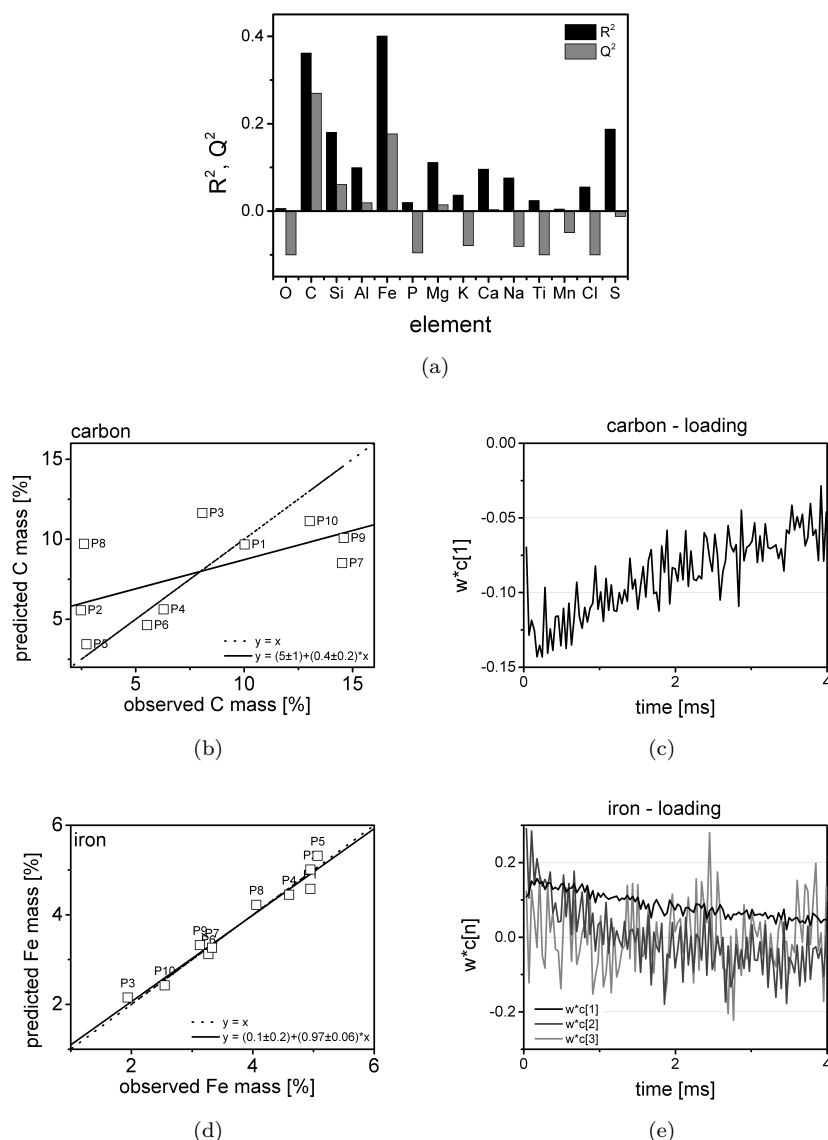 R² , Q²
0.4
0.2
0.0
R²
Q²
O C Si Al Fe P Mg K Ca Na Ti Mn Cl S
element
(a)
carbon
predicted C mass [%]
15
10
5
P3
P8
P10
P1
P9
P7
P2
P4
P6
P5
y = x
y = (5±1)+(0.4±0.2)*x
5 10 15
observed C mass [%]
(b)
carbon - loading
w*c[1]
0.00
-0.05
-0.10
-0.15
0 2 4
time [ms]
(c)
iron
predicted Fe mass [%]
6
4
2
P5
P4
P8
P9
P7
P3
P10
y = x
y = (0.1±0.2)+(0.97±0.06)*x
2 4 6
observed Fe mass [%]
(d)
iron - loading
w*c[n]
0.2
0.0
-0.2
w*c[1]
w*c[2]
w*c[3]
0 2 4
time [ms]
(e)